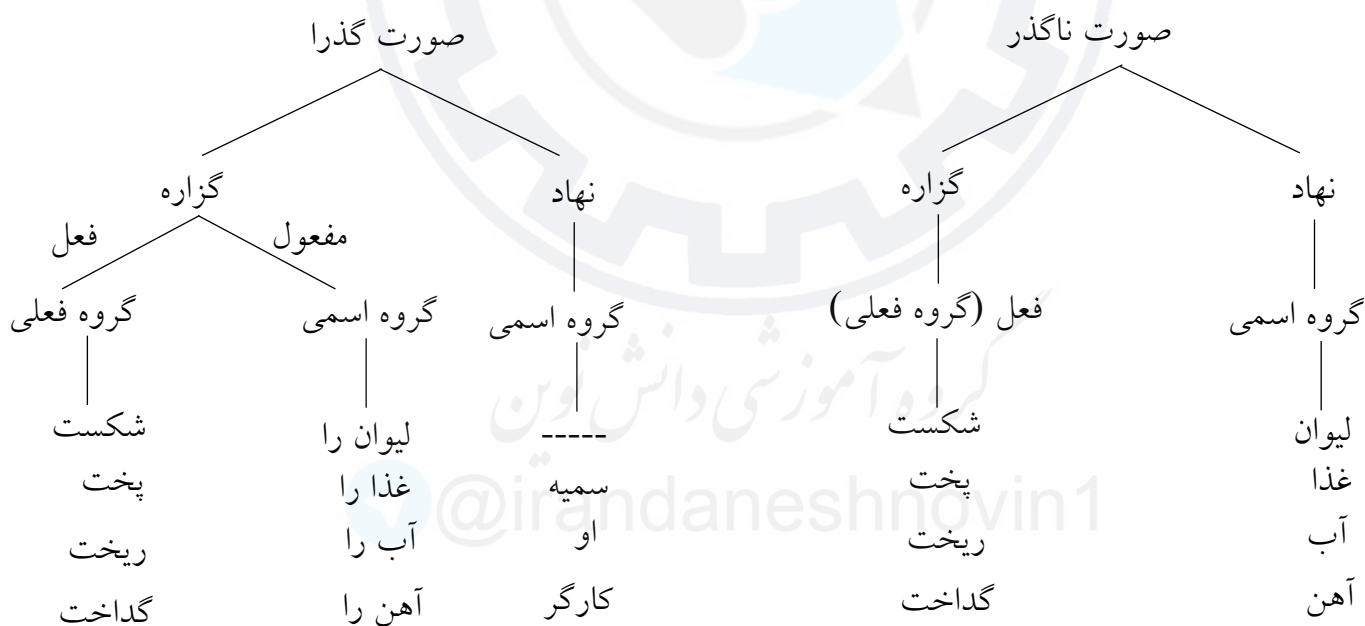 صورت ناگذر صورت گذرا
نهاد گزاره نهاد گزاره
مفعول فعل
گروه اسمی فعل (گروه فعلی) گروه اسمی گروه اسمی گروه فعلی
گروه آموزشی دانش نوین
لیوان شکست ----- لیوان را شکست
غذا پخت سمیه غذا را پخت
@irandaneshnovin1
آب ریخت او آب را ریخت
آهن گداخت کارگر آهن را گداخت